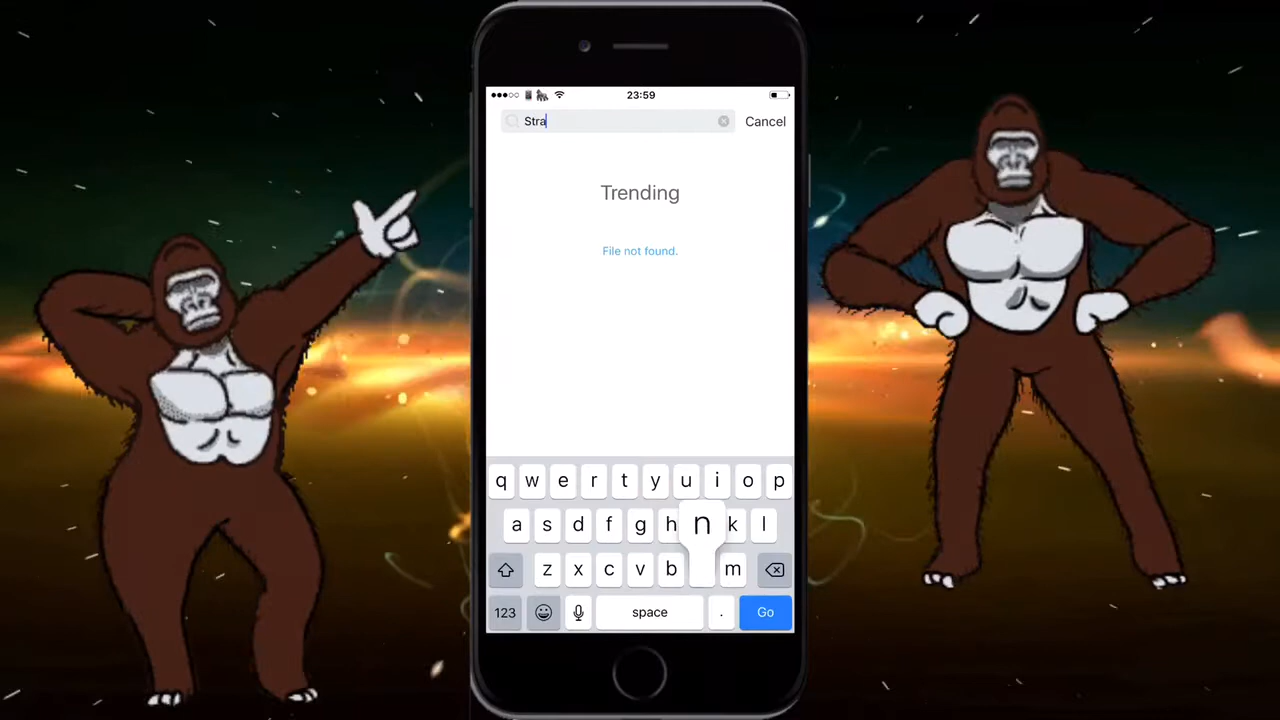 23:59
Stra Cancel
Trending
File not found.
q w e r t y u i o p
a s d f g h n k l
z x c v b m
123 space . Go